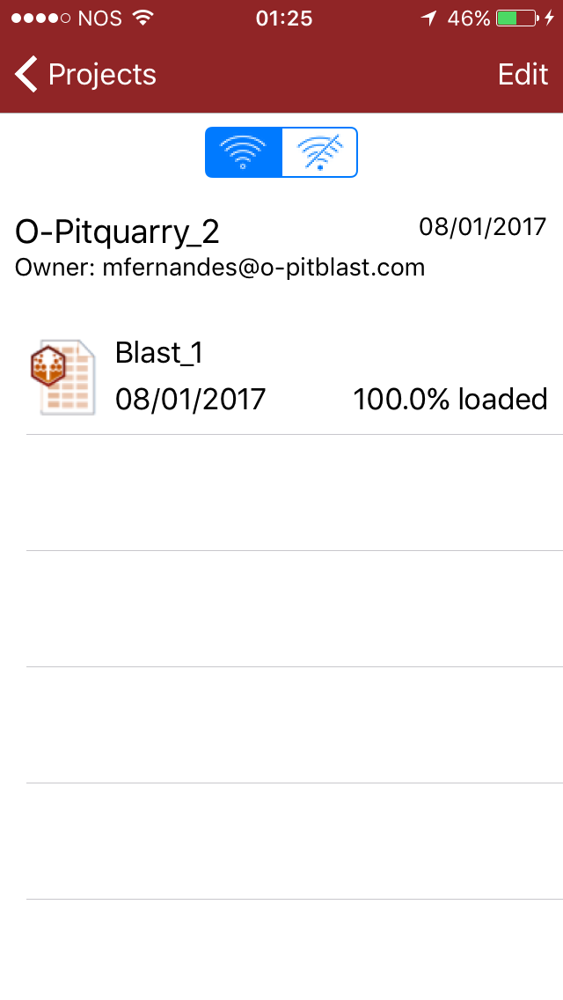 NOS 01:25 46%
Projects Edit
O-Pitquarry_2 08/01/2017
Owner: mfernandes@o-pitblast.com
Blast_1
08/01/2017 100.0% loaded